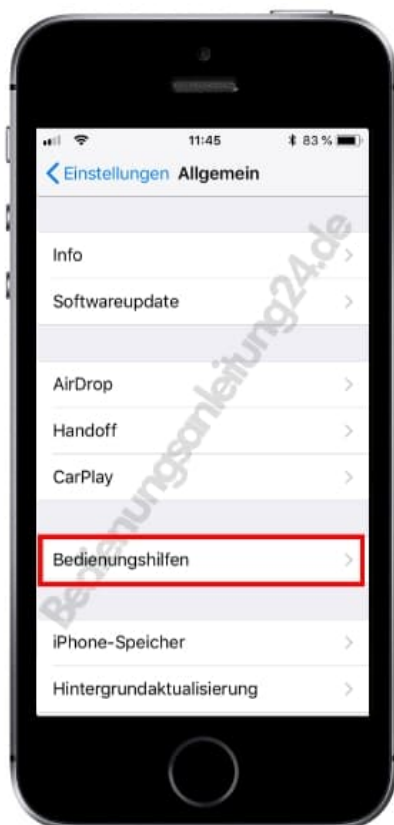 11:45
83 %
Einstellungen Allgemein
Info
Softwareupdate
AirDrop
Handoff
CarPlay
Bedienungshilfen
iPhone-Speicher
Hintergrundaktualisierung
Bedienungsanleitung24.de